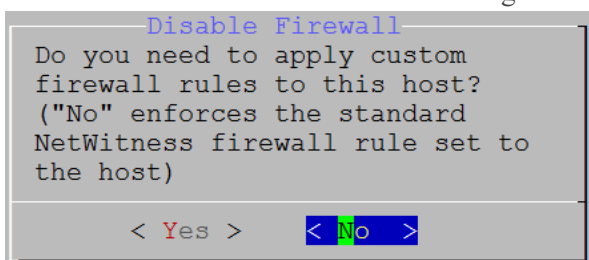 Disable Firewall
Do you need to apply custom
firewall rules to this host?
("No" enforces the standard
NetWitness firewall rule set to
the host)
< Yes > < No >